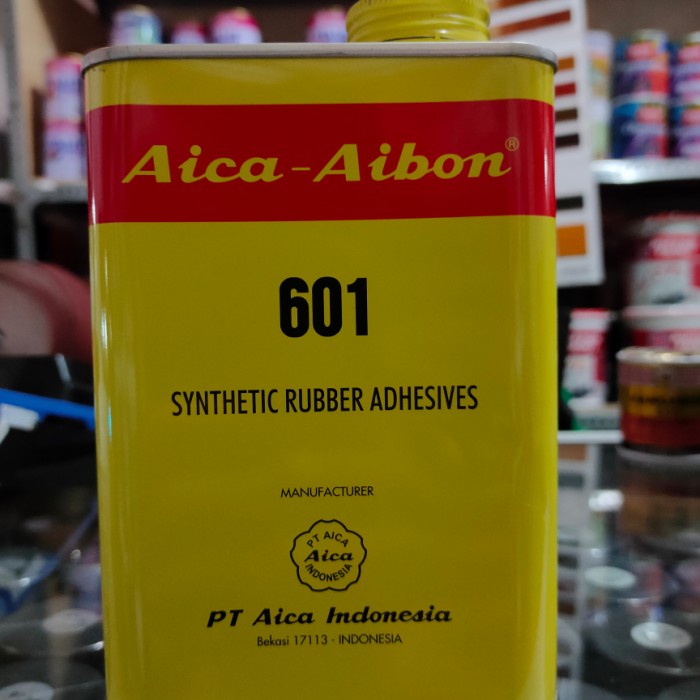 Aica-Aibon®
601
SYNTHETIC RUBBER ADHESIVES
MANUFACTURER
PT AICA
Aica
INDONESIA
PT Aica Indonesia
Bekasi 17113 - INDONESIA